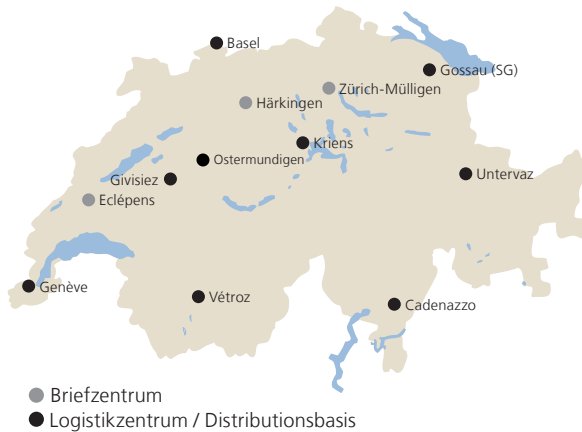 Basel
Gossau (SG)
Zürich-Mülligen
Härkingen
Kriens
Ostermundigen
Untervaz
Givisiez
Eclépens
Genève
Vétroz
Cadenazzo
Briefzentrum
Logistikzentrum / Distributionsbasis